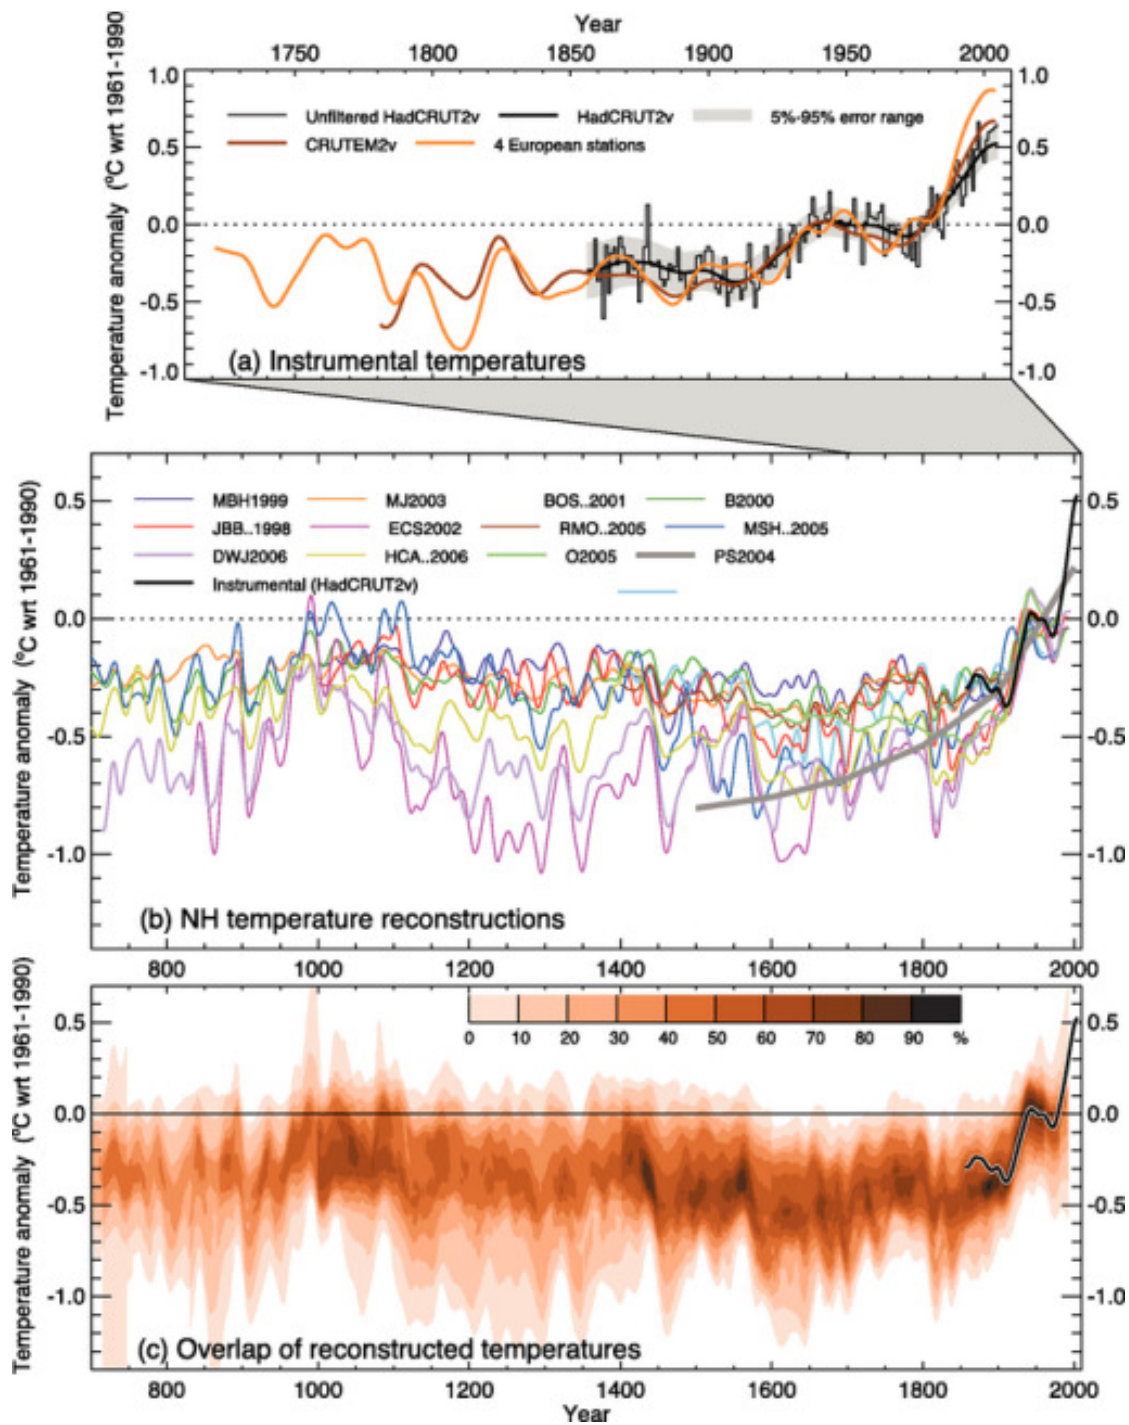 Year
1750 1800 1850 1900 1950 2000
Temperature anomaly (ºC wrt 1961-1990
1.0 1.0
Unfiltered HadCRUT2v HadCRUT2v 5%-95% error range
CRUTEM2v 4 European stations
0.5 0.5
0.0 0.0
-0.5 -0.5
(a) Instrumental temperatures
-1.0 -1.0
Temperature anomaly (ºC wrt 1961-1990)
0.5 0.5
MBH1999 MJ2003 BOS..2001 B2000
JBB..1998 ECS2002 RMO..2005 MSH..2005
DWJ2006 HCA..2006 O2005 PS2004
Instrumental (HadCRUT2v)
0.0 0.0
-0.5 -0.5
-1.0 -1.0
(b) NH temperature reconstructions
800 1000 1200 1400 1600 1800 2000
Temperature anomaly (ºC wrt 1961-1990)
0.5 0.5
0 10 20 30 40 50 60 70 80 90 %
0.0 0.0
-0.5 -0.5
-1.0 -1.0
(c) Overlap of reconstructed temperatures
800 1000 1200 1400 1600 1800 2000
Year